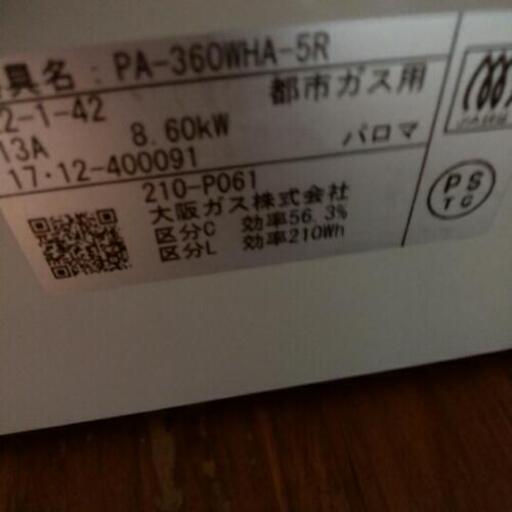 具名:PA-360WHA-5R
2-1-42 都市ガス用
13A 8.60kW パロマ
17・12-400091
210-P061
大阪ガス株式会社
区分C 効率56.3%
区分L 効率210Wh
PS
TG